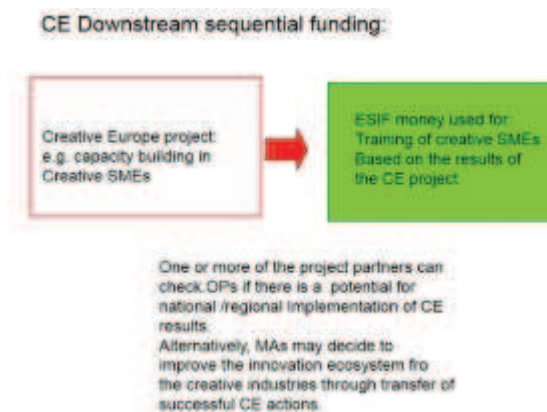 CE Downstream sequential funding:
Creative Europe project:
e.g. capacity building in
Creative SMEs
ESIF money used for:
Training of creative SMEs
Based on the results of
the CE project
One or more of the project partners can
check OPs if there is a potential for
national /regional implementation of CE
results.
Alternatively, MAs may decide to
improve the innovation ecosystem fro
the creative industries through transfer of
successful CE actions.